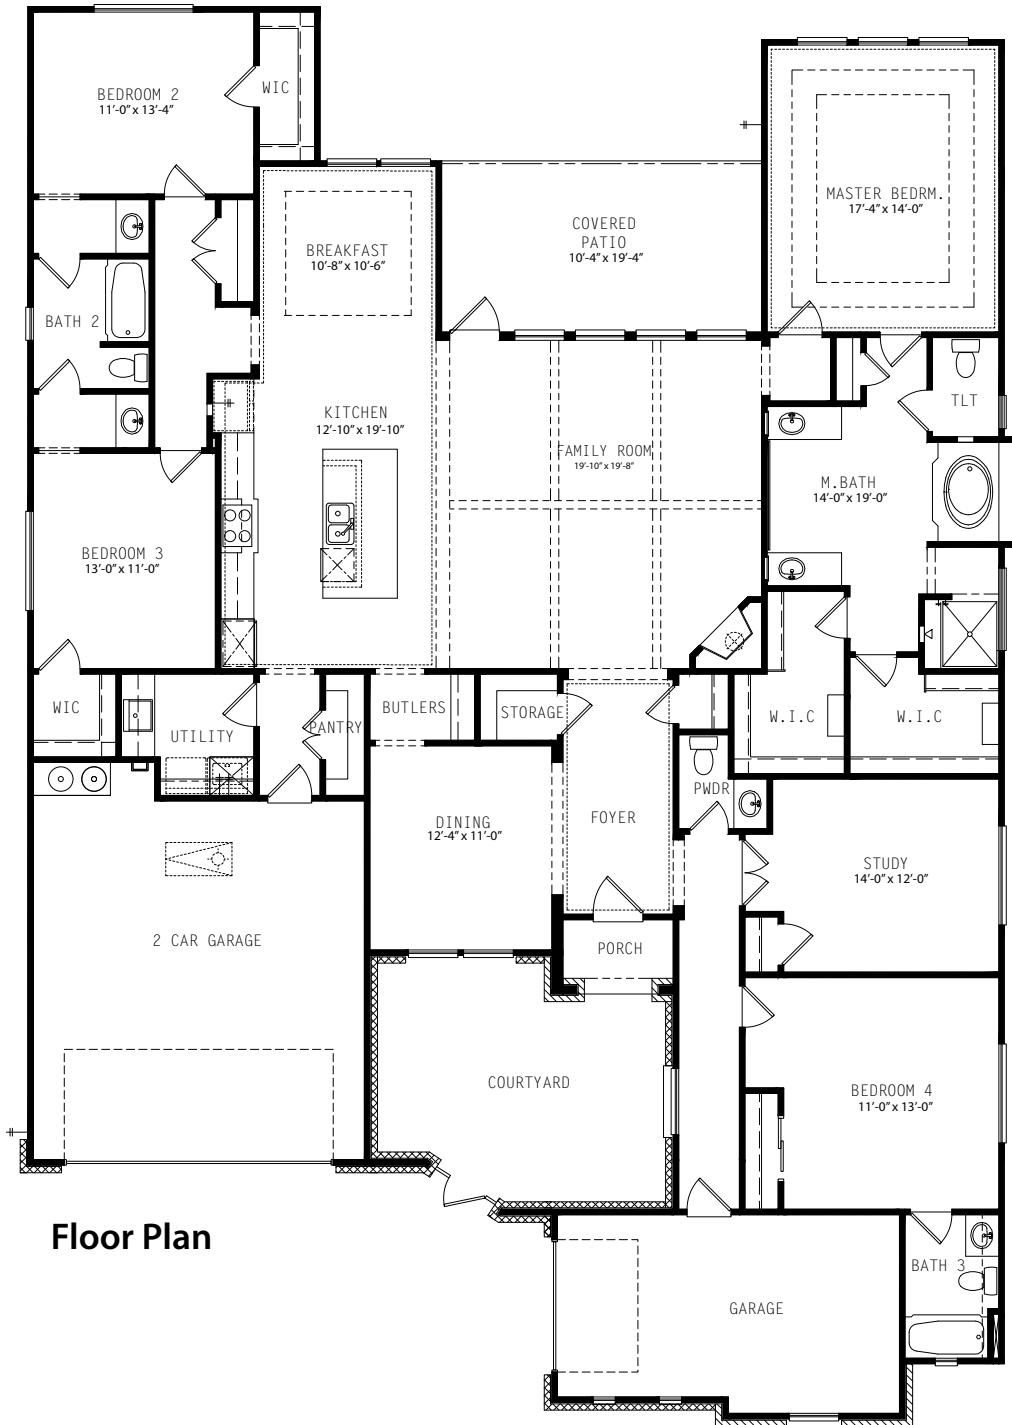 BEDROOM 2
11'-0" x 13'-4"
WIC
MASTER BEDRM.
17'-4" x 14'-0"
COVERED
PATIO
10'-4" x 19'-4"
BREAKFAST
10'-8" x 10'-6"
BATH 2
TLT
KITCHEN
12'-10" x 19'-10"
FAMILY ROOM
19'-10" x 19'-8"
M.BATH
14'-0" x 19'-0"
BEDROOM 3
13'-0" x 11'-0"
WIC
UTILITY
PANTRY
BUTLERS
STORAGE
W.I.C
W.I.C
PWDR
DINING
12'-4" x 11'-0"
FOYER
STUDY
14'-0" x 12'-0"
2 CAR GARAGE
PORCH
COURTYARD
BEDROOM 4
11'-0" x 13'-0"
Floor Plan
BATH 3
GARAGE